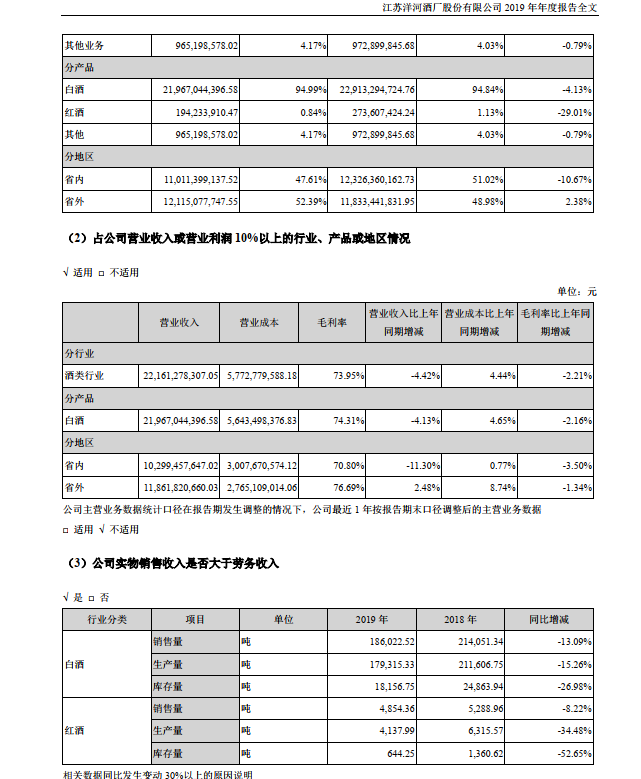 江苏洋河酒厂股份有限公司 2019 年年度报告全文
其他业务 965,198,578.02 4.17% 972,899,845.68 4.03% -0.79%
分产品
白酒 21,967,044,396.58 94.99% 22,913,294,724.76 94.84% -4.13%
红酒 194,233,910.47 0.84% 273,607,424.24 1.13% -29.01%
其他 965,198,578.02 4.17% 972,899,845.68 4.03% -0.79%
分地区
省内 11,011,399,137.52 47.61% 12,326,360,162.73 51.02% -10.67%
省外 12,115,077,747.55 52.39% 11,833,441,831.95 48.98% 2.38%
（2）占公司营业收入或营业利润 10%以上的行业、产品或地区情况
√ 适用 □ 不适用
单位：元
营业收入 营业成本 毛利率 营业收入比上年同期增减 营业成本比上年同期增减 毛利率比上年同期增减
分行业
酒类行业 22,161,278,307.05 5,772,779,588.18 73.95% -4.42% 4.44% -2.21%
分产品
白酒 21,967,044,396.58 5,643,498,376.83 74.31% -4.13% 4.65% -2.16%
分地区
省内 10,299,457,647.02 3,007,670,574.12 70.80% -11.30% 0.77% -3.50%
省外 11,861,820,660.03 2,765,109,014.06 76.69% 2.48% 8.74% -1.34%
公司主营业务数据统计口径在报告期发生调整的情况下，公司最近 1 年按报告期末口径调整后的主营业务数据
□ 适用 √ 不适用
（3）公司实物销售收入是否大于劳务收入
√ 是 □ 否
行业分类 项目 单位 2019 年 2018 年 同比增减
白酒 销售量 吨 186,022.52 214,051.34 -13.09%
生产量 吨 179,315.33 211,606.75 -15.26%
库存量 吨 18,156.75 24,863.94 -26.98%
红酒 销售量 吨 4,854.36 5,288.96 -8.22%
生产量 吨 4,137.99 6,315.57 -34.48%
库存量 吨 644.25 1,360.62 -52.65%
相关数据同比发生变动 30%以上的原因说明